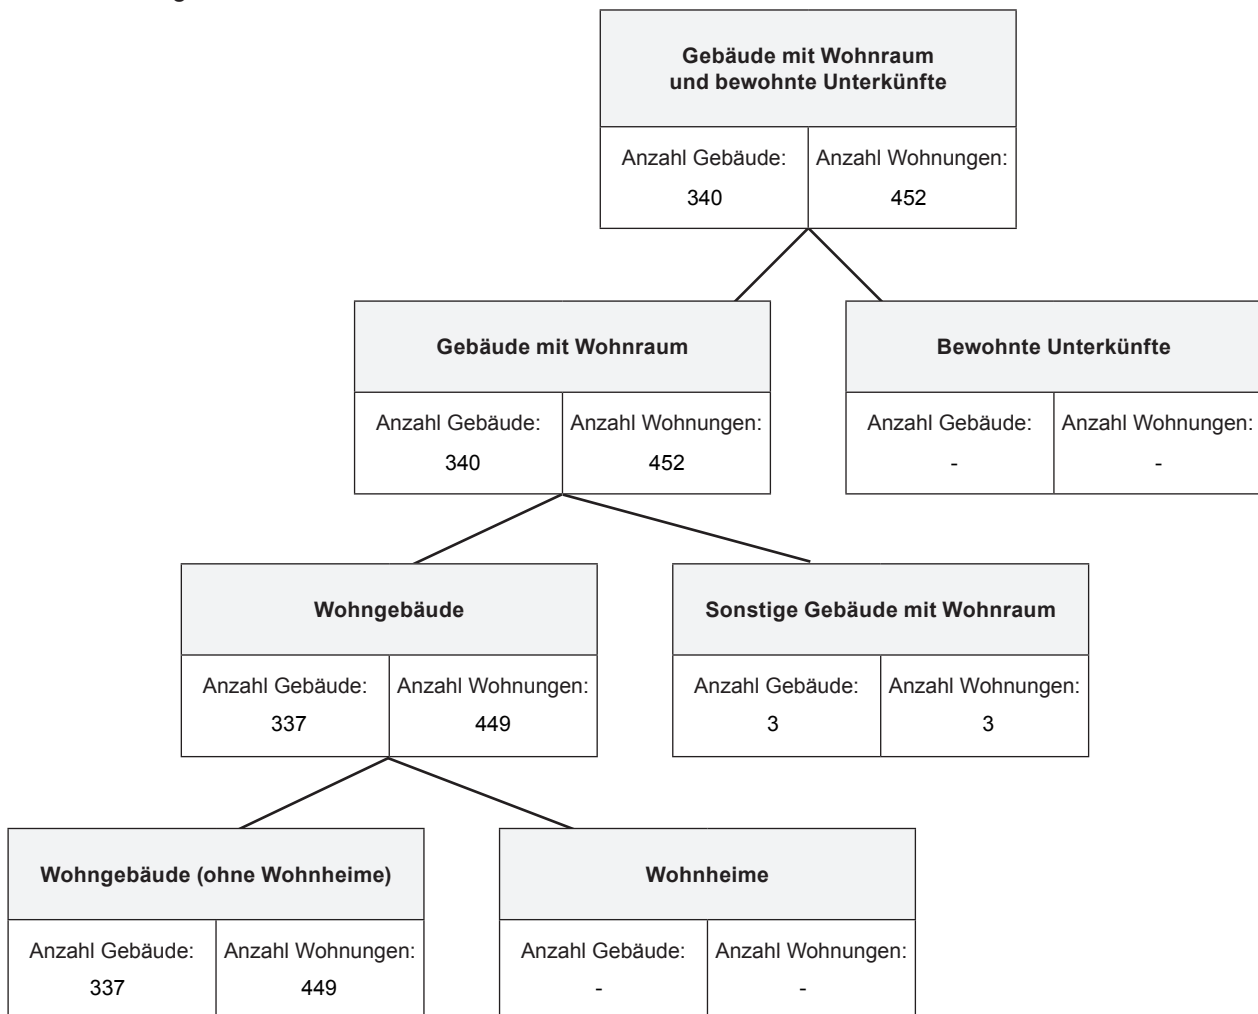 Gebäude mit Wohnraum
und bewohnte Unterkünfte
Anzahl Gebäude: Anzahl Wohnungen:
340 452
Gebäude mit Wohnraum
Anzahl Gebäude: Anzahl Wohnungen:
340 452
Bewohnte Unterkünfte
Anzahl Gebäude: Anzahl Wohnungen:
- -
Wohngebäude
Anzahl Gebäude: Anzahl Wohnungen:
337 449
Sonstige Gebäude mit Wohnraum
Anzahl Gebäude: Anzahl Wohnungen:
3 3
Wohngebäude (ohne Wohnheime)
Anzahl Gebäude: Anzahl Wohnungen:
337 449
Wohnheime
Anzahl Gebäude: Anzahl Wohnungen:
- -